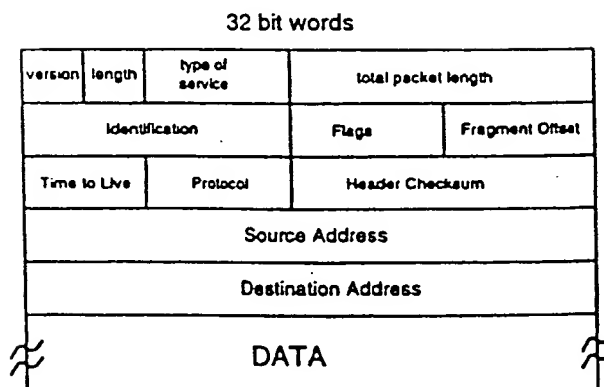 32 bit words
version length type of service total packet length
Identification Flags Fragment Offset
Time to Live Protocol Header Checksum
Source Address
Destination Address
DATA